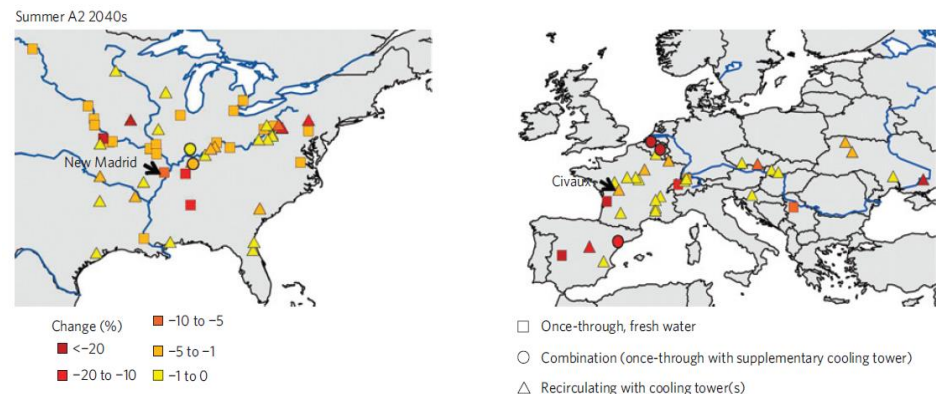 Summer A2 2040s
New Madrid
Civaux
Change (%)
<−20
−20 to −10
−10 to −5
−5 to −1
−1 to 0
Once-through, fresh water
Combination (once-through with supplementary cooling tower)
Recirculating with cooling tower(s)